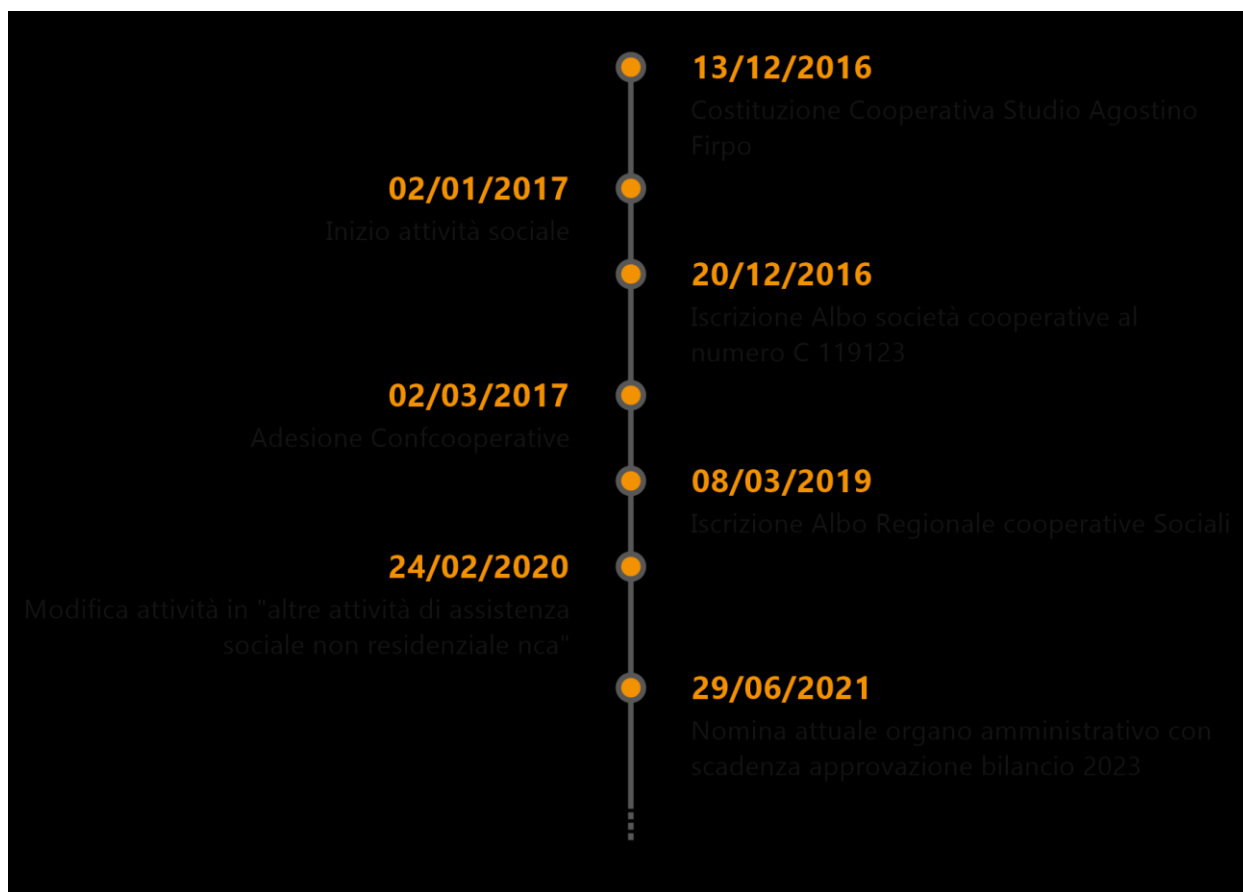 13/12/2016
Costituzione Cooperativa Studio Agostino
Firpo
02/01/2017
Inizio attività sociale
20/12/2016
Iscrizione Albo società cooperative al
numero C 119123
02/03/2017
Adesione Confcooperative
08/03/2019
Iscrizione Albo Regionale cooperative Sociali
24/02/2020
Modifica attività in "altre attività di assistenza
sociale non residenziale nca"
29/06/2021
Nomina attuale organo amministrativo con
scadenza approvazione bilancio 2023